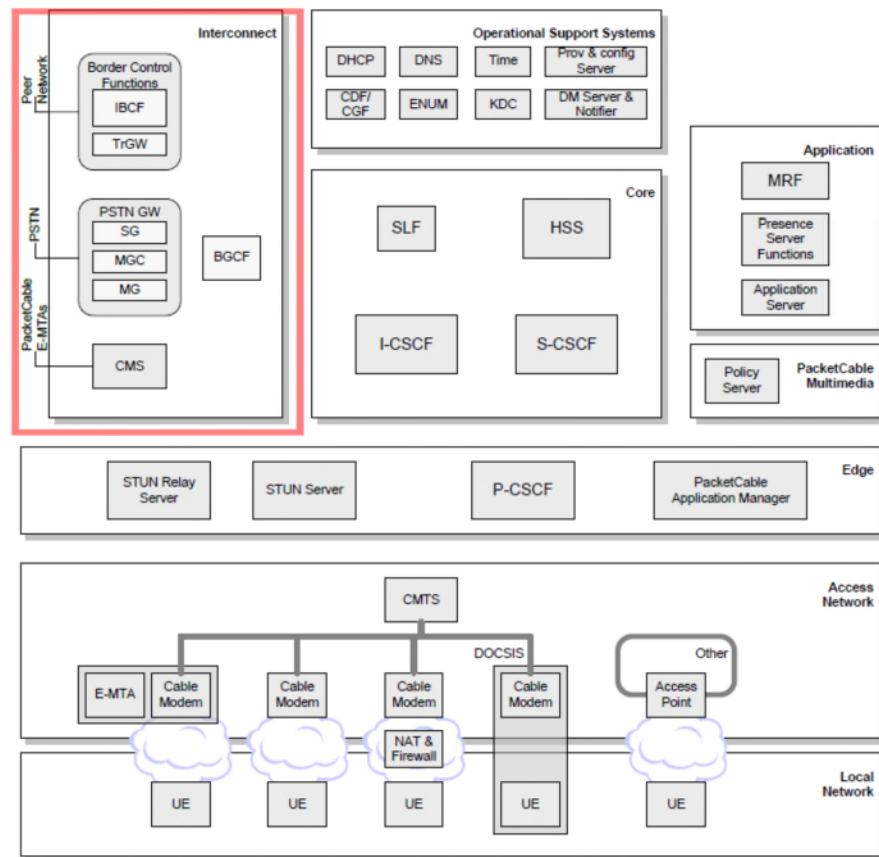 Interconnect
Peer
Network
Border Control
Functions
IBCF
TrGW
PSTN
PSTN GW
SG
MGC
MG
BGCF
PacketCable
E-MTAs
CMS
Operational Support Systems
DHCP
DNS
Time
Prov & config
Server
CDF/
CGF
ENUM
KDC
DM Server &
Notifier
Core
SLF
HSS
I-CSCF
S-CSCF
Application
MRF
Presence
Server
Functions
Application
Server
Policy
Server
PacketCable
Multimedia
Edge
STUN Relay
Server
STUN Server
P-CSCF
PacketCable
Application Manager
Access
Network
CMTS
DOCSIS
Other
E-MTA
Cable
Modem
Cable
Modem
Cable
Modem
Cable
Modem
Access
Point
NAT &
Firewall
Local
Network
UE
UE
UE
UE
UE